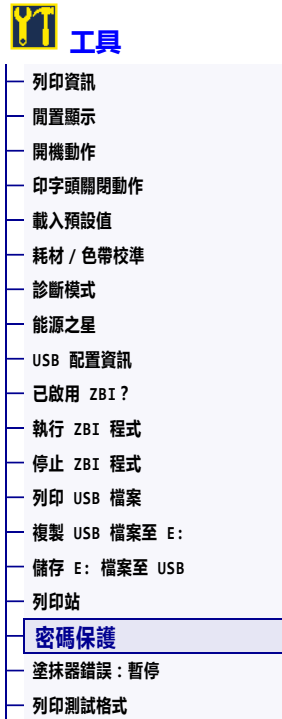 工具
列印資訊
閒置顯示
開機動作
印字頭關閉動作
載入預設值
耗材 / 色帶校準
診斷模式
能源之星
USB 配置資訊
已啟用 ZBI？
執行 ZBI 程式
停止 ZBI 程式
列印 USB 檔案
複製 USB 檔案至 E:
儲存 E: 檔案至 USB
列印站
密碼保護
塗抹器錯誤：暫停
列印測試格式